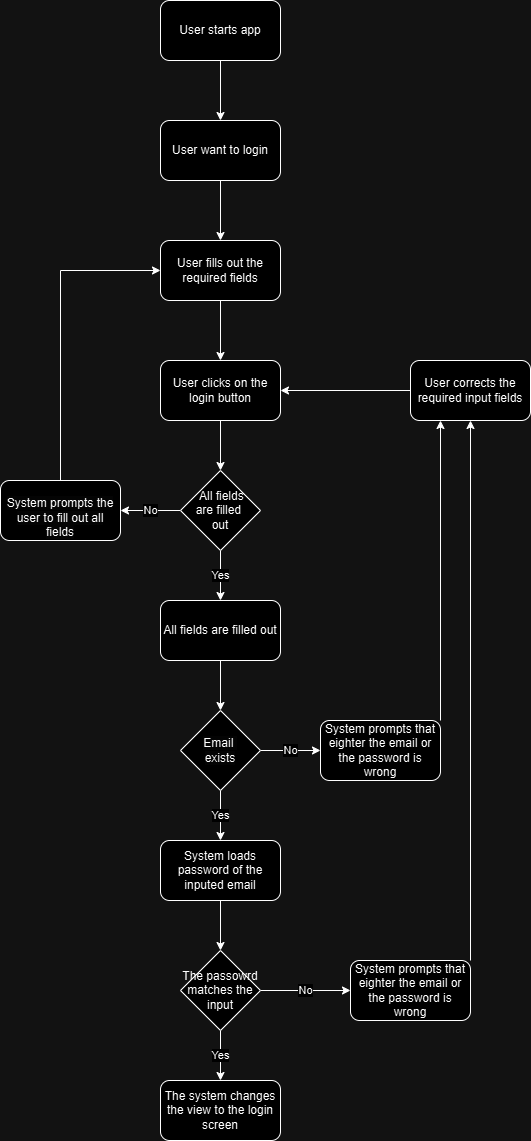 User starts app
User want to login
User fills out the
required fields
User clicks on the
login button
User corrects the
required input fields
All fields
are filled
out
No
System prompts the
user to fill out all
fields
Yes
All fields are filled out
Email
exists
No
System prompts that
eighter the email or
the password is
wrong
Yes
System loads
password of the
inputed email
The passowrd
matches the
input
No
System prompts that
eighter the email or
the password is
wrong
Yes
The system changes
the view to the login
screen